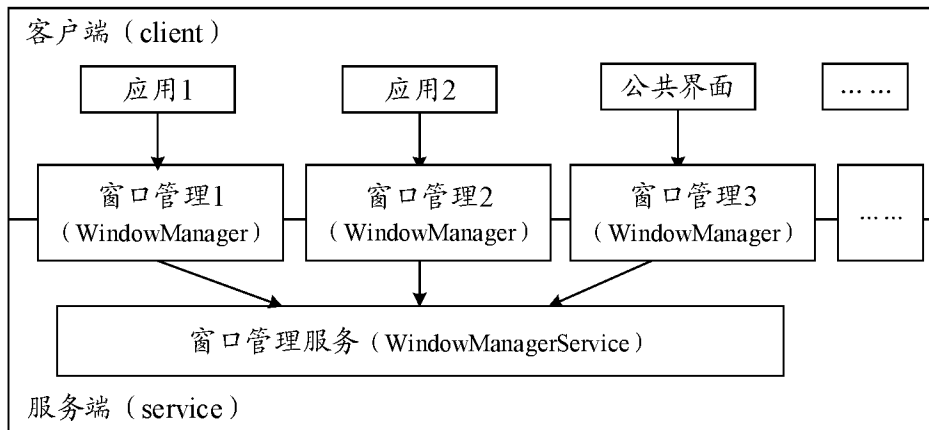 客户端（client）
应用1
应用2
公共界面
……
窗口管理1
（WindowManager）
窗口管理2
（WindowManager）
窗口管理3
（WindowManager）
……
窗口管理服务（WindowManagerService）
服务端（service）